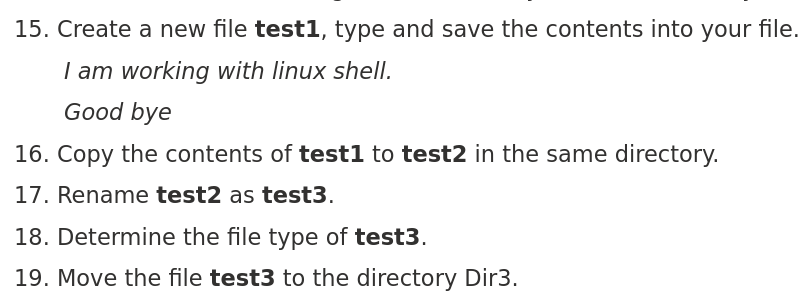 15. Create a new file test1, type and save the contents into your file.
I am working with linux shell.
Good bye
16. Copy the contents of test1 to test2 in the same directory.
17. Rename test2 as test3.
18. Determine the file type of test3.
19. Move the file test3 to the directory Dir3.